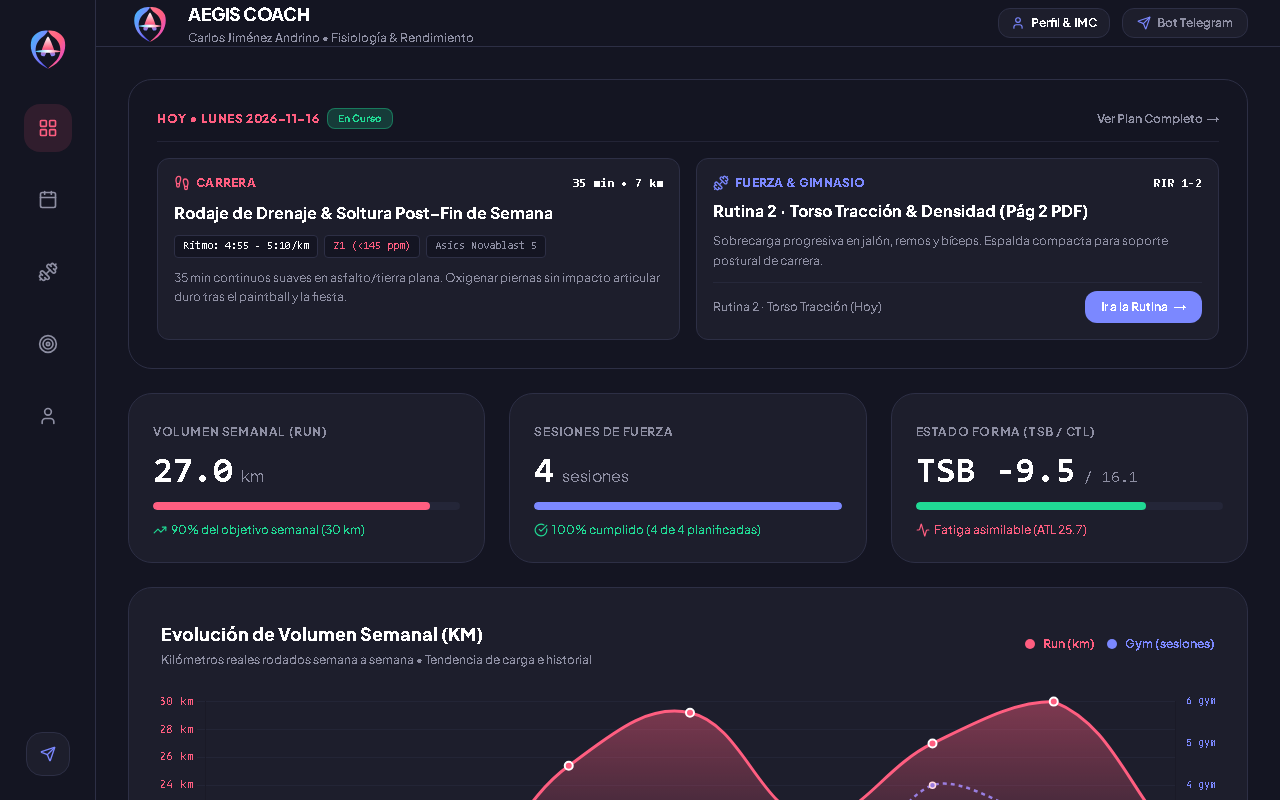 AEGIS COACH
Carlos Jiménez Andrino • Fisiología & Rendimiento
Perfil & IMC
Bot Telegram
HOY • LUNES 2026-11-16
En Curso
Ver Plan Completo →
CARRERA
35 min • 7 km
Rodaje de Drenaje & Soltura Post-Fin de Semana
Ritmo: 4:55 - 5:10/km
Z1 (<145 ppm)
Asics Novablast 5
35 min continuos suaves en asfalto/tierra plana. Oxigenar piernas sin impacto articular
duro tras el paintball y la fiesta.
FUERZA & GIMNASIO
RIR 1-2
Rutina 2 · Torso Tracción & Densidad (Pág 2 PDF)
Sobrecarga progresiva en jalón, remos y bíceps. Espalda compacta para soporte
postural de carrera.
Rutina 2 · Torso Tracción (Hoy)
Ir a la Rutina →
VOLUMEN SEMANAL (RUN)
27.0 km
90% del objetivo semanal (30 km)
SESIONES DE FUERZA
4 sesiones
100% cumplido (4 de 4 planificadas)
ESTADO FORMA (TSB / CTL)
TSB -9.5 / 16.1
Fatiga asimilable (ATL 25.7)
Evolución de Volumen Semanal (KM)
Kilómetros reales rodados semana a semana • Tendencia de carga e historial
Run (km)
Gym (sesiones)
30 km
28 km
26 km
24 km
6 gym
5 gym
4 gym